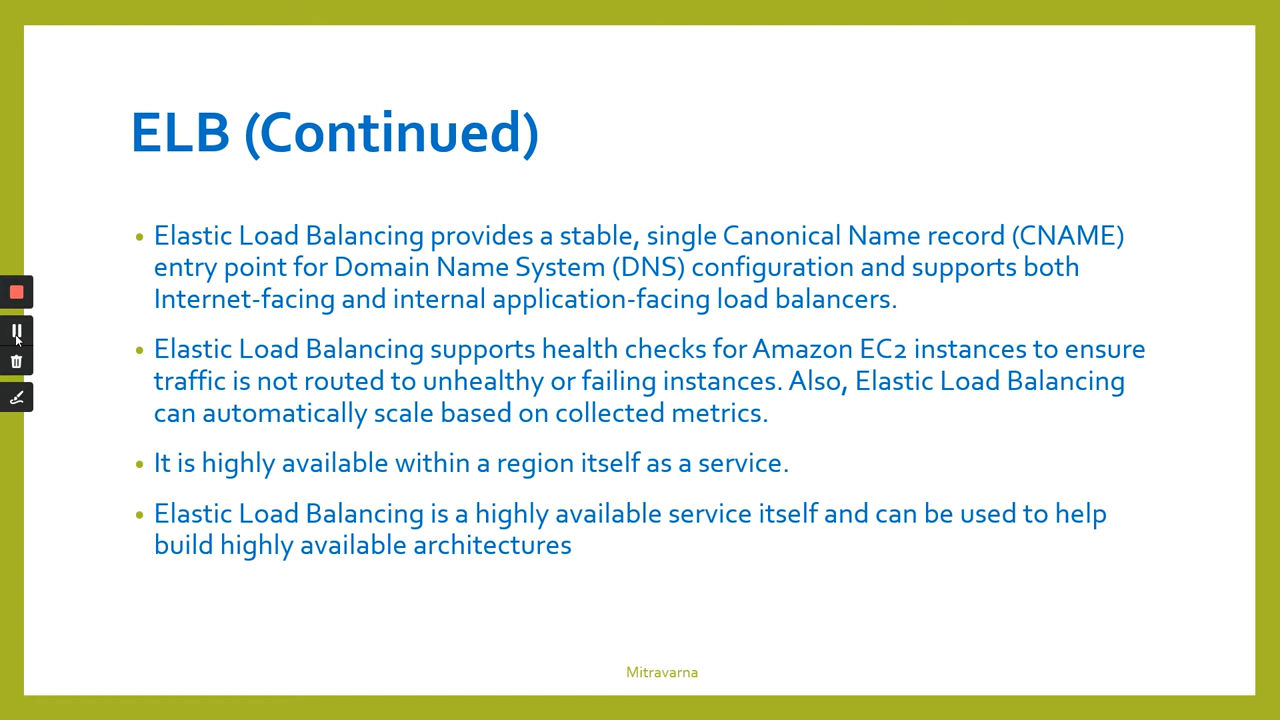 ELB (Continued)
• Elastic Load Balancing provides a stable, single Canonical Name record (CNAME)
entry point for Domain Name System (DNS) configuration and supports both
Internet-facing and internal application-facing load balancers.
• Elastic Load Balancing supports health checks for Amazon EC2 instances to ensure
traffic is not routed to unhealthy or failing instances. Also, Elastic Load Balancing
can automatically scale based on collected metrics.
• It is highly available within a region itself as a service.
• Elastic Load Balancing is a highly available service itself and can be used to help
build highly available architectures
Mitravarna